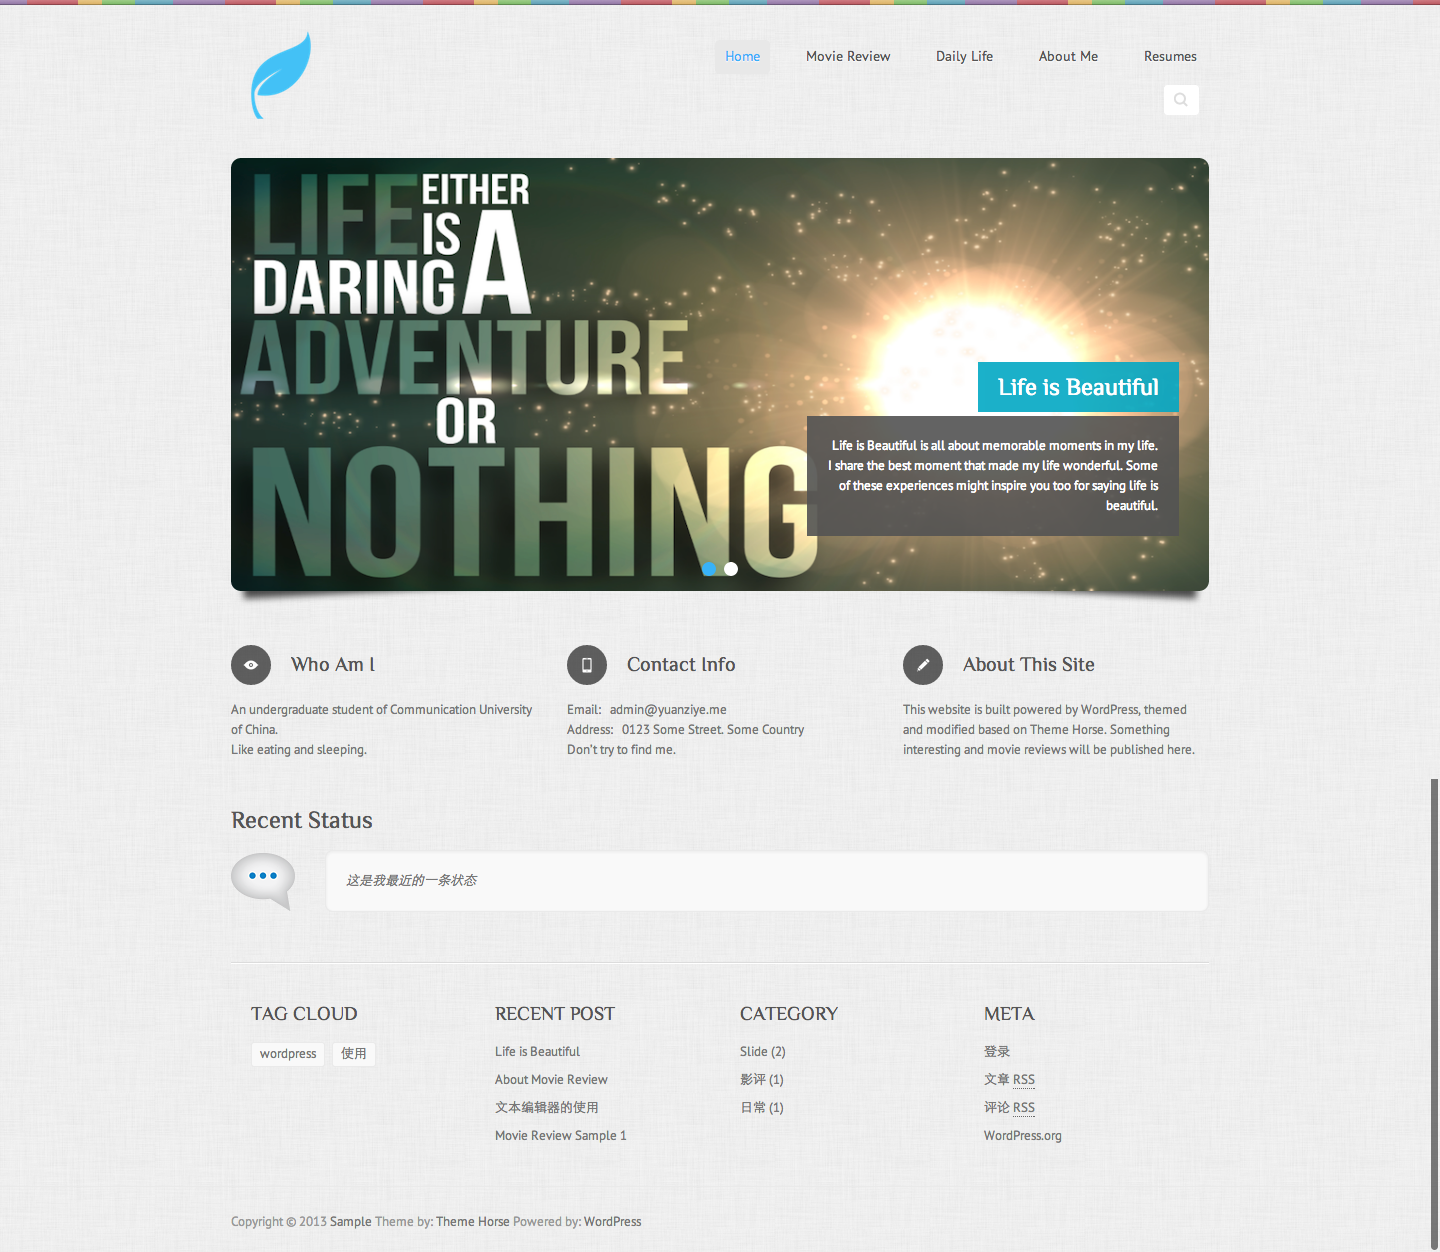 Home Movie Review Daily Life About Me Resumes
LIFE EITHER
IS A
DARING
ADVENTURE
OR
NOTHING
Life is Beautiful
Life is Beautiful is all about memorable moments in my life.
I share the best moment that made my life wonderful. Some
of these experiences might inspire you too for saying life is
beautiful.
Who Am I
An undergraduate student of Communication University
of China.
Like eating and sleeping.
Contact Info
Email: admin@yuanziye.me
Address: 0123 Some Street. Some Country
Don't try to find me.
About This Site
This website is built powered by WordPress, themed
and modified based on Theme Horse. Something
interesting and movie reviews will be published here.
Recent Status
这是我最近的一条状态
TAG CLOUD
wordpress 使用
RECENT POST
Life is Beautiful
About Movie Review
文本编辑器的使用
Movie Review Sample 1
CATEGORY
Slide (2)
影评 (1)
日常 (1)
META
登录
文章 RSS
评论 RSS
WordPress.org
Copyright © 2013 Sample Theme by: Theme Horse Powered by: WordPress